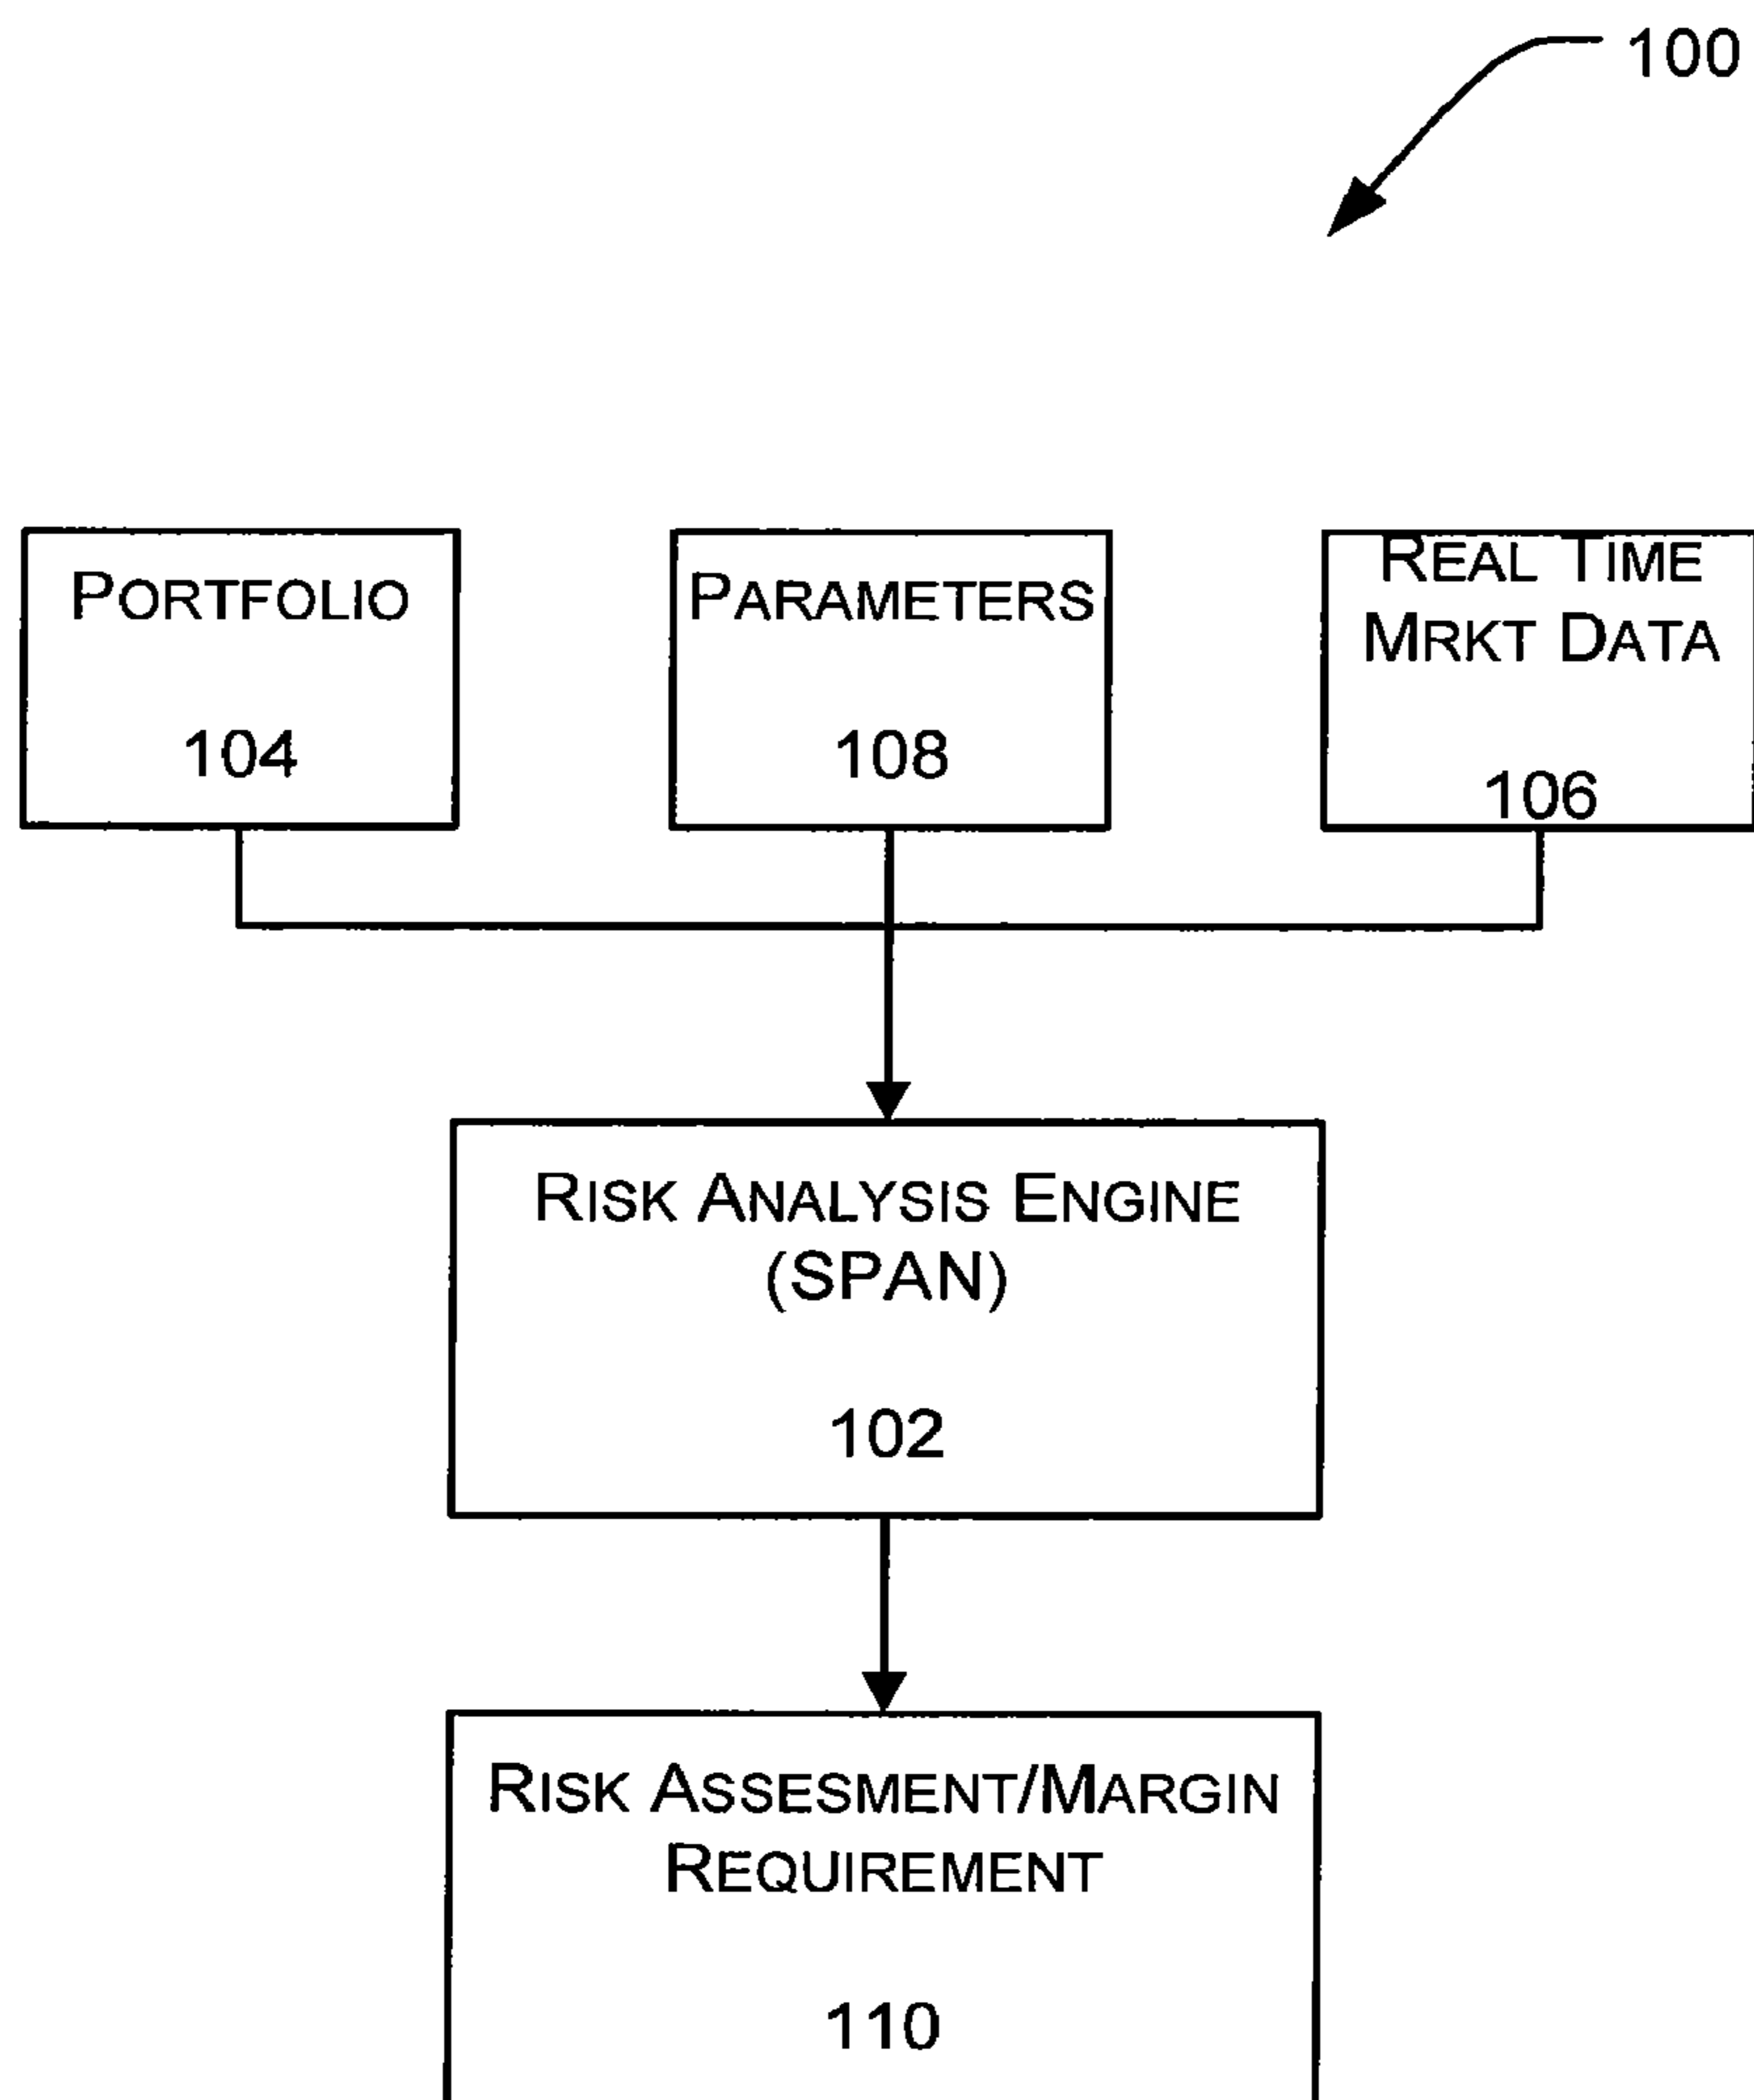 100
PORTFOLIO
104
PARAMETERS
108
REAL TIME
MRKT DATA
106
RISK ANALYSIS ENGINE
(SPAN)
102
RISK ASSESMENT/MARGIN
REQUIREMENT
110